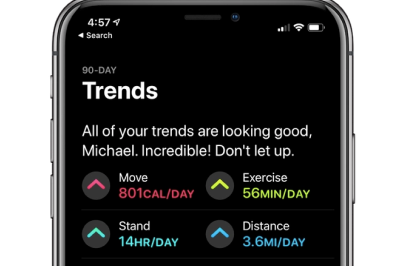 4:57
◀ Search
90-DAY
Trends
All of your trends are looking good,
Michael. Incredible! Don't let up.
Move
801CAL/DAY
Exercise
56MIN/DAY
Stand
14HR/DAY
Distance
3.6MI/DAY